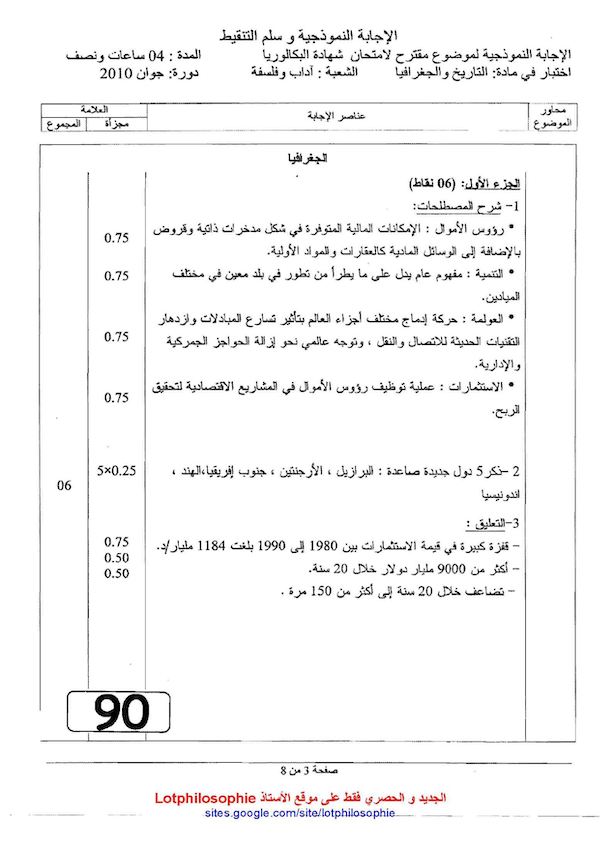 الإجابة النموذجية و سلم التنقيط
الإجابة النموذجية لموضوع مقترح لامتحان شهادة البكالوريا المدة : 04 ساعات ونصف
اختبار في مادة: التاريخ والجغرافيا الشعبة : آداب وفلسفة دورة: جوان 2010
محاور الموضوع عناصر الإجابة العلامة
مجزأة المجموع
الجغرافيا
الجزء الأول: (06 نقاط)
1- شرح المصطلحات:
• رؤوس الأموال : الإمكانات المالية المتوفرة في شكل مدخرات ذاتية وقروض 0.75
بالإضافة إلى الوسائل المادية كالعقارات والمواد الأولية.
• التنمية : مفهوم عام يدل على ما يطرأ من تطور في بلد معين في مختلف 0.75
الميادين.
• العولمة : حركة إدماج مختلف أجزاء العالم بتأثير تسارع المبادلات وازدهار
التقنيات الحديثة للاتصال والنقل ، وتوجه عالمي نحو إزالة الحواجز الجمركية 0.75
والإدارية.
• الاستثمارات : عملية توظيف رؤوس الأموال في المشاريع الاقتصادية لتحقيق 0.75
الربح.
2 –ذكر5 دول جديدة صاعدة : البرازيل ، الأرجنتين ، جنوب إفريقيا،الهند ، 5×0.25
اندونيسيا 06
3-التعليق :
- قفزة كبيرة في قيمة الاستثمارات بين 1980 إلى 1990 بلغت 1184 مليار/د. 0.75
- أكثر من 9000 مليار دولار خلال 20 سنة. 0.50
- تضاعف خلال 20 سنة إلى أكثر من 150 مرة . 0.50
90
صفحة 3 من 8
الجديد و الحصري فقط على موقع الأستاذ Lotphilosophie
sites.google.com/site/lotphilosophie